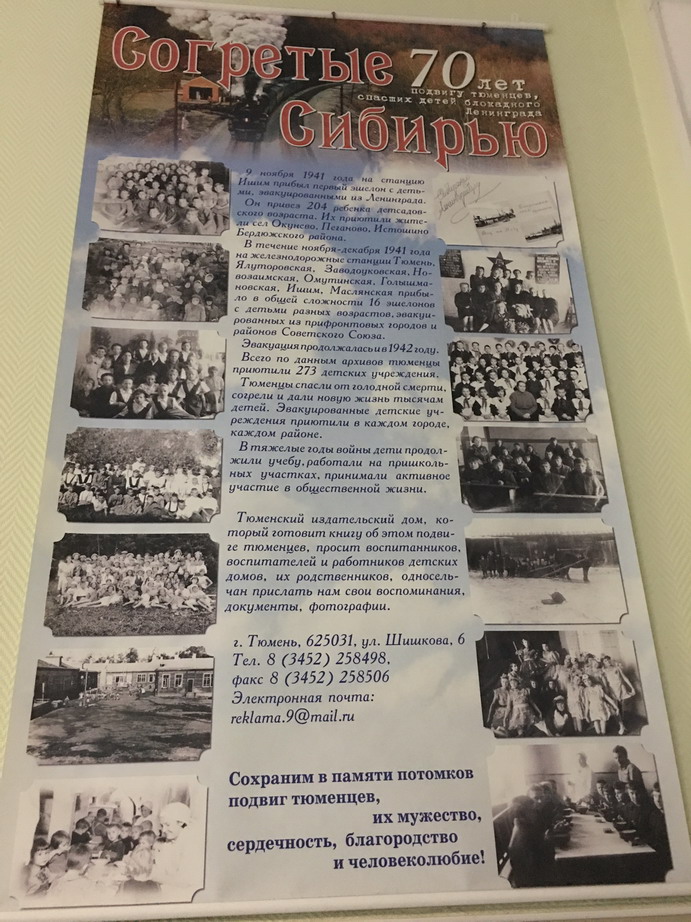 Согретые
Сибирью
70 лет
подвигу тюменцев,
спасших детей блокадного
Ленинграда
9 ноября 1941 года на станцию
Ишим прибыл первый эшелон с деть-
ми, эвакуированными из Ленинграда.
Он привез 204 ребенка детсадов-
ского возраста. Их приютили жите-
ли сел Окунево, Пеганово, Истошино
Бердюжского района.
В течение ноября-декабря 1941 года
на железнодорожные станции Тюмень,
Ялуторовская, Заводоуковская, Но-
возаимская, Омутинская, Голышма-
новская, Ишим, Маслянская прибы-
ло в общей сложности 16 эшелонов
с детьми разных возрастов, эвакуи-
рованных из прифронтовых городов и
районов Советского Союза.
Эвакуация продолжалась и в 1942 году.
Всего по данным архивов тюменцы
приютили 273 детских учреждения.
Тюменцы спасли от голодной смерти,
согрели и дали новую жизнь тысячам
детей. Эвакуированные детские уч-
реждения приютили в каждом городе,
каждом районе.
В тяжелые годы войны дети продол-
жили учебу, работали на пришколь-
ных участках, принимали активное
участие в общественной жизни.
Тюменский издательский дом, ко-
торый готовит книгу об этом подви-
ге тюменцев, просит воспитанников,
воспитателей и работников детских
домов, их родственников, односель-
чан прислать нам свои воспоминания,
документы, фотографии.
г. Тюмень, 625031, ул. Шишкова, 6
Тел. 8 (3452) 258498,
факс 8 (3452) 258506
Электронная почта:
reklama.9@mail.ru
Сохраним в памяти потомков
подвиг тюменцев,
их мужество,
сердечность, благородство
и человеколюбие!